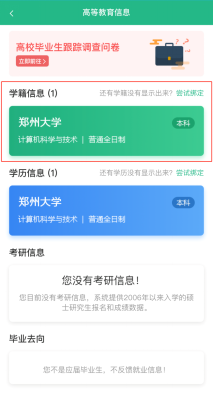 高等教育信息
高校毕业生跟踪调查问卷
立即前往 >
学籍信息 (1) 还有学籍没有显示出来？尝试绑定
郑州大学 本科
计算机科学与技术 | 普通全日制
学历信息 (1) 还有学历没有显示出来？尝试绑定
郑州大学 本科
计算机科学与技术 | 普通全日制
考研信息
您没有考研信息！
您目前没有考研信息，系统提供2006年以来入学的硕
士研究生报名和成绩数据。
毕业去向
您不是应届毕业生，不反馈就业信息！